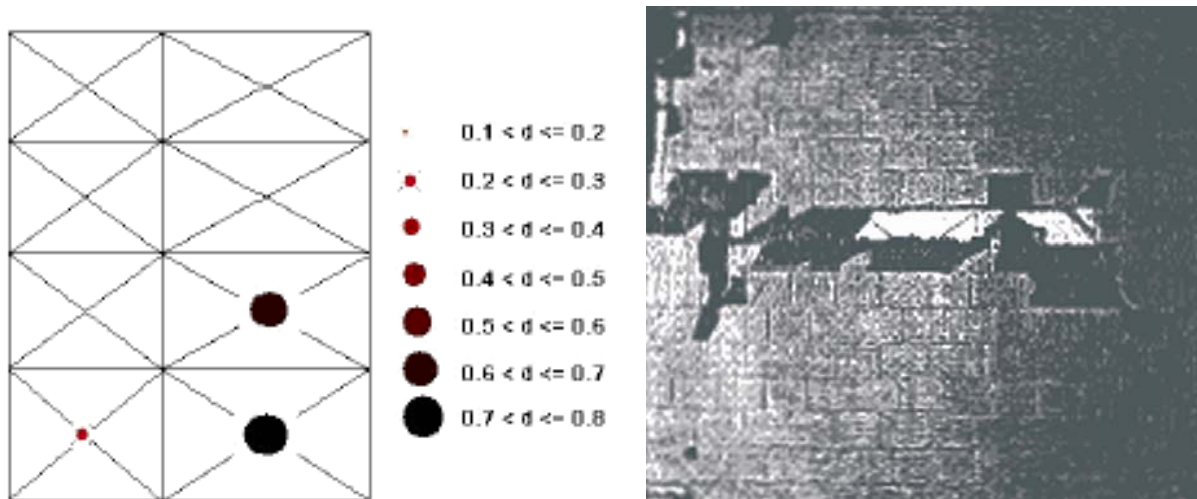 0.1 < d <= 0.2
0.2 < d <= 0.3
0.3 < d <= 0.4
0.4 < d <= 0.5
0.5 < d <= 0.6
0.6 < d <= 0.7
0.7 < d <= 0.8